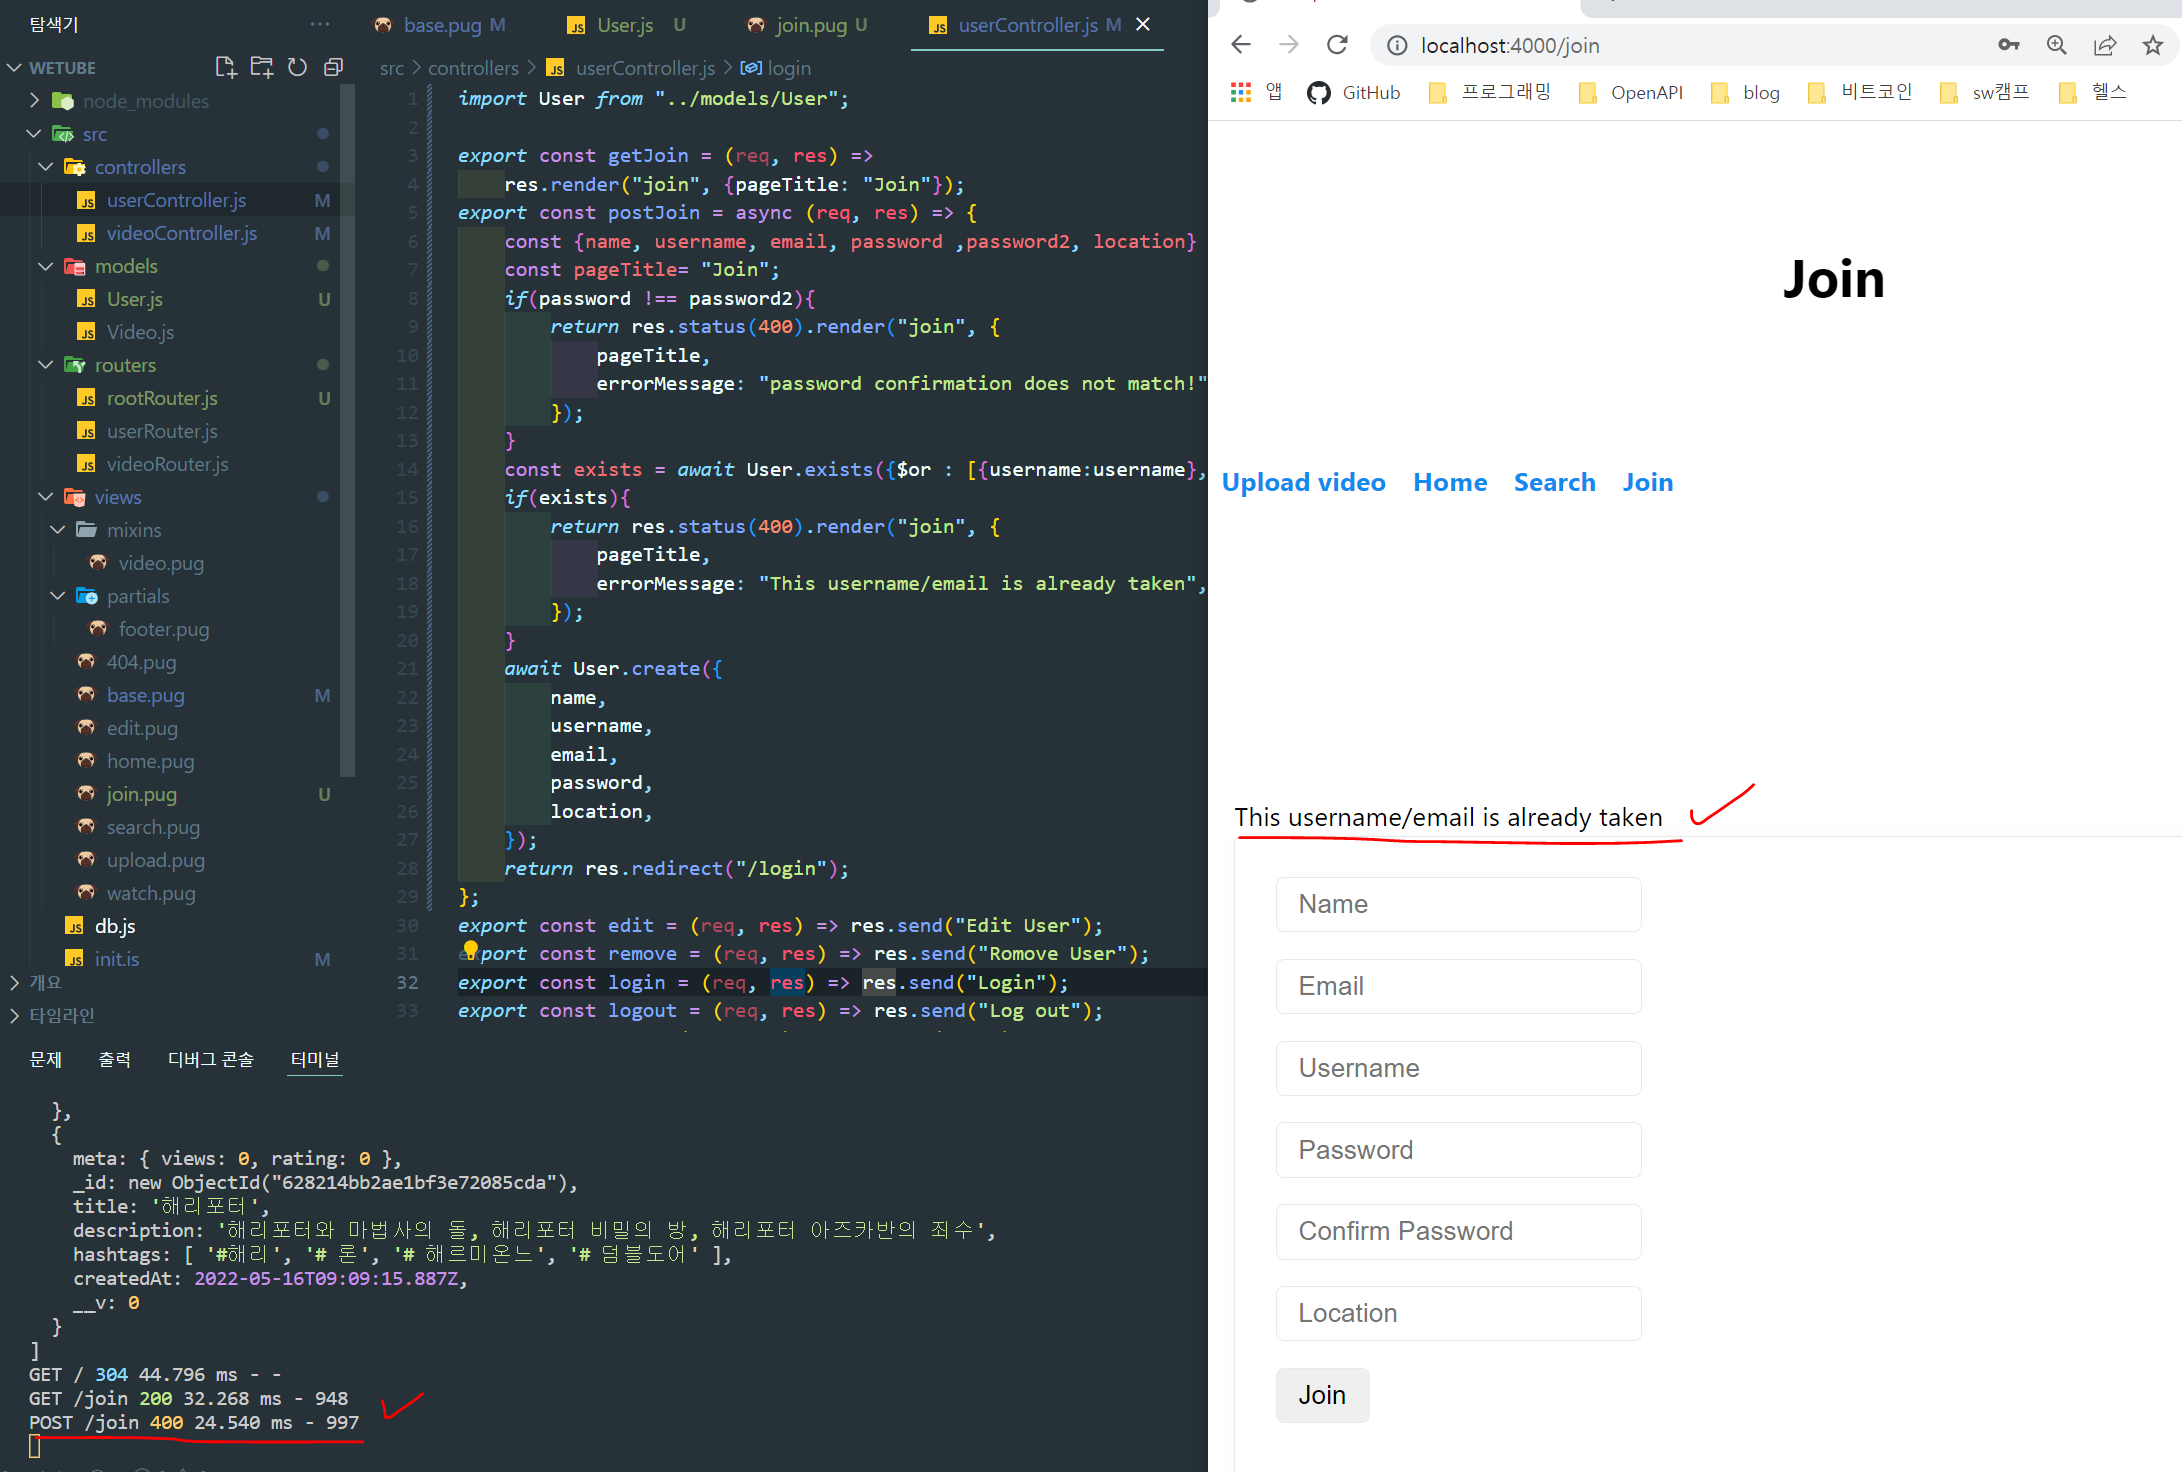 탐색기 ···
WETUBE
node_modules
src
controllers
userController.js M
videoController.js M
models
User.js U
Video.js
routers
rootRouter.js U
userRouter.js
videoRouter.js
views
mixins
video.pug
partials
footer.pug
404.pug
base.pug M
edit.pug
home.pug
join.pug U
search.pug
upload.pug
watch.pug
db.js
M
개요
타임라인
base.pug M User.js U join.pug U userController.js M
src > controllers > JS userController.js > login
1 import User from "../models/User";
2
3 export const getJoin = (req, res) =>
4 res.render("join", {pageTitle: "Join"});
5 export const postJoin = async (req, res) => {
6 const {name, username, email, password ,password2, location}
7 const pageTitle= "Join";
8 if(password !== password2){
9 return res.status(400).render("join", {
10 pageTitle,
11 errorMessage: "password confirmation does not match!"
12 });
13 }
14 const exists = await User.exists({$or : [{username:username},
15 if(exists){
16 return res.status(400).render("join", {
17 pageTitle,
18 errorMessage: "This username/email is already taken",
19 });
20 }
21 await User.create({
22 name,
23 username,
24 email,
25 password,
26 location,
27 });
28 return res.redirect("/login");
29 };
30 export const edit = (req, res) => res.send("Edit User");
31 export const remove = (req, res) => res.send("Romove User");
32 export const login = (req, res) => res.send("Login");
33 export const logout = (req, res) => res.send("Log out");
문제 출력 디버그 콘솔 터미널
},
{
meta: { views: 0, rating: 0 },
_id: new ObjectId("628214bb2ae1bf3e72085cda"),
title: '해리포터',
description: '해리포터와 마법사의 돌, 해리포터 비밀의 방, 해리포터 아즈카반의 죄수',
hashtags: [ '#해리', '# 론', '# 해르미온느', '# 덤블도어' ],
createdAt: 2022-05-16T09:09:15.887Z,
__v: 0
}
]
GET / 304 44.796 ms - -
GET /join 200 32.268 ms - 948
POST /join 400 24.540 ms - 997
localhost:4000/join
앱 GitHub 프로그래밍 OpenAPI blog 비트코인 sw캠프 헬스
Join
Upload video Home Search Join
This username/email is already taken
Name
Email
Username
Password
Confirm Password
Location
Join